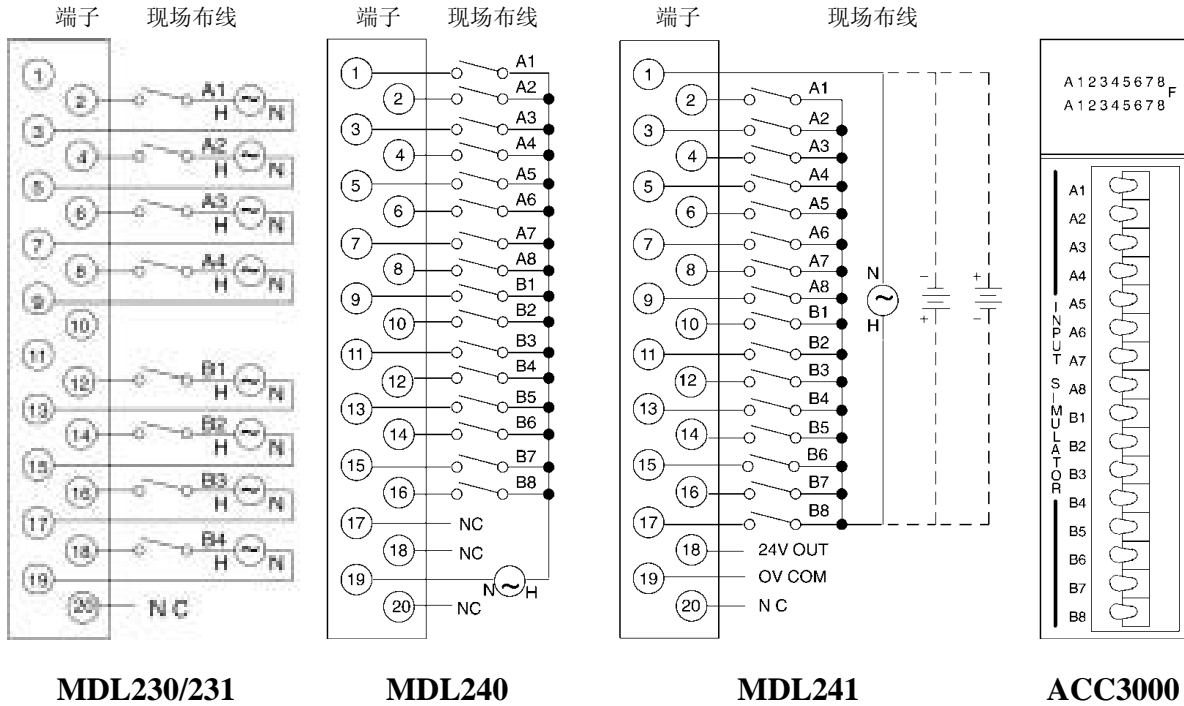 端子 现场布线
1
2 A1 H N
3
4 A2 H N
5
6 A3 H N
7
8 A4 H N
9
10
11
12 B1 H N
13
14 B2 H N
15
16 B3 H N
17
18 B4 H N
19
20 NC
MDL230/231
端子 现场布线
1 A1
2 A2
3 A3
4 A4
5 A5
6 A6
7 A7
8 A8
9 B1
10 B2
11 B3
12 B4
13 B5
14 B6
15 B7
16 B8
17 NC
18 NC
19 N H
20 NC
MDL240
端子 现场布线
1
2 A1
3 A2
4 A3
5 A4
6 A5
7 A6
8 A7
9 A8
10 B1
11 B2
12 B3
13 B4
14 B5
15 B6
16 B7
17 B8
18 24V OUT
19 OV COM
20 NC
N
H
- +
+ -
MDL241
A12345678
A12345678
F
INPUT SIMULATOR
A1
A2
A3
A4
A5
A6
A7
A8
B1
B2
B3
B4
B5
B6
B7
B8
ACC3000